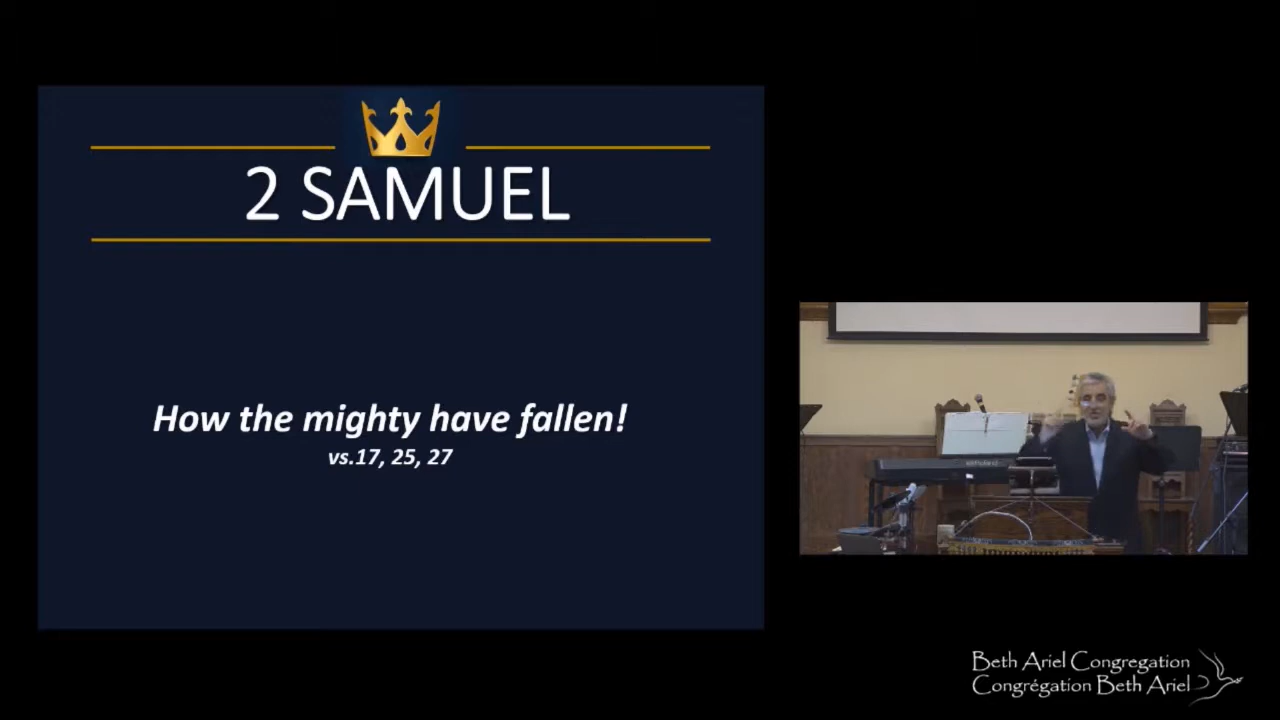 2 SAMUEL
How the mighty have fallen!
vs.17, 25, 27
Beth Ariel Congregation
Congrégation Beth Ariel